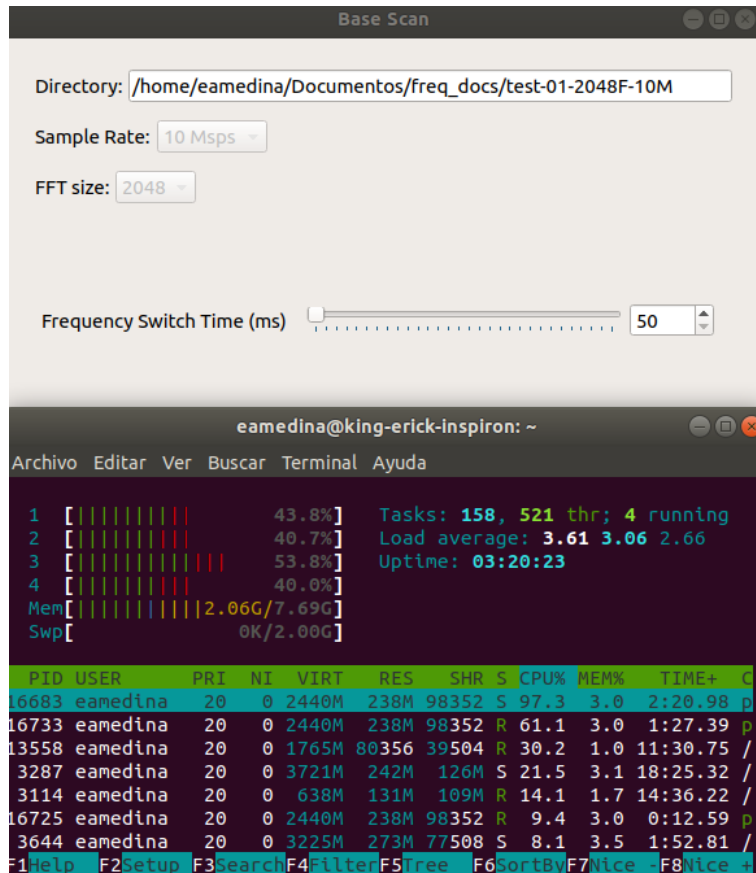 Base Scan
Directory: /home/eamedina/Documentos/freq_docs/test-01-2048F-10M
Sample Rate: 10 Msps
FFT size: 2048
Frequency Switch Time (ms) 50
eamedina@king-erick-inspiron: ~
Archivo Editar Ver Buscar Terminal Ayuda
1 [||||||||||| 43.8%] Tasks: 158, 521 thr; 4 running
2 [||||||||||| 40.7%] Load average: 3.61 3.06 2.66
3 [|||||||||||||| 53.8%] Uptime: 03:20:23
4 [||||||||||| 40.0%]
Mem[||||||||||||2.06G/7.69G]
Swp[ 0K/2.00G]
PID USER PRI NI VIRT RES SHR S CPU% MEM% TIME+ C
16683 eamedina 20 0 2440M 238M 98352 S 97.3 3.0 2:20.98 p
16733 eamedina 20 0 2440M 238M 98352 R 61.1 3.0 1:27.39 p
13558 eamedina 20 0 1765M 80356 39504 R 30.2 1.0 11:30.75 /
3287 eamedina 20 0 3721M 242M 126M S 21.5 3.1 18:25.32 /
3114 eamedina 20 0 638M 131M 109M R 14.1 1.7 14:36.22 /
16725 eamedina 20 0 2440M 238M 98352 R 9.4 3.0 0:12.59 p
3644 eamedina 20 0 3225M 273M 77508 S 8.1 3.5 1:52.81 /
F1Help F2Setup F3SearchF4FilterF5Tree F6SortByF7Nice -F8Nice +